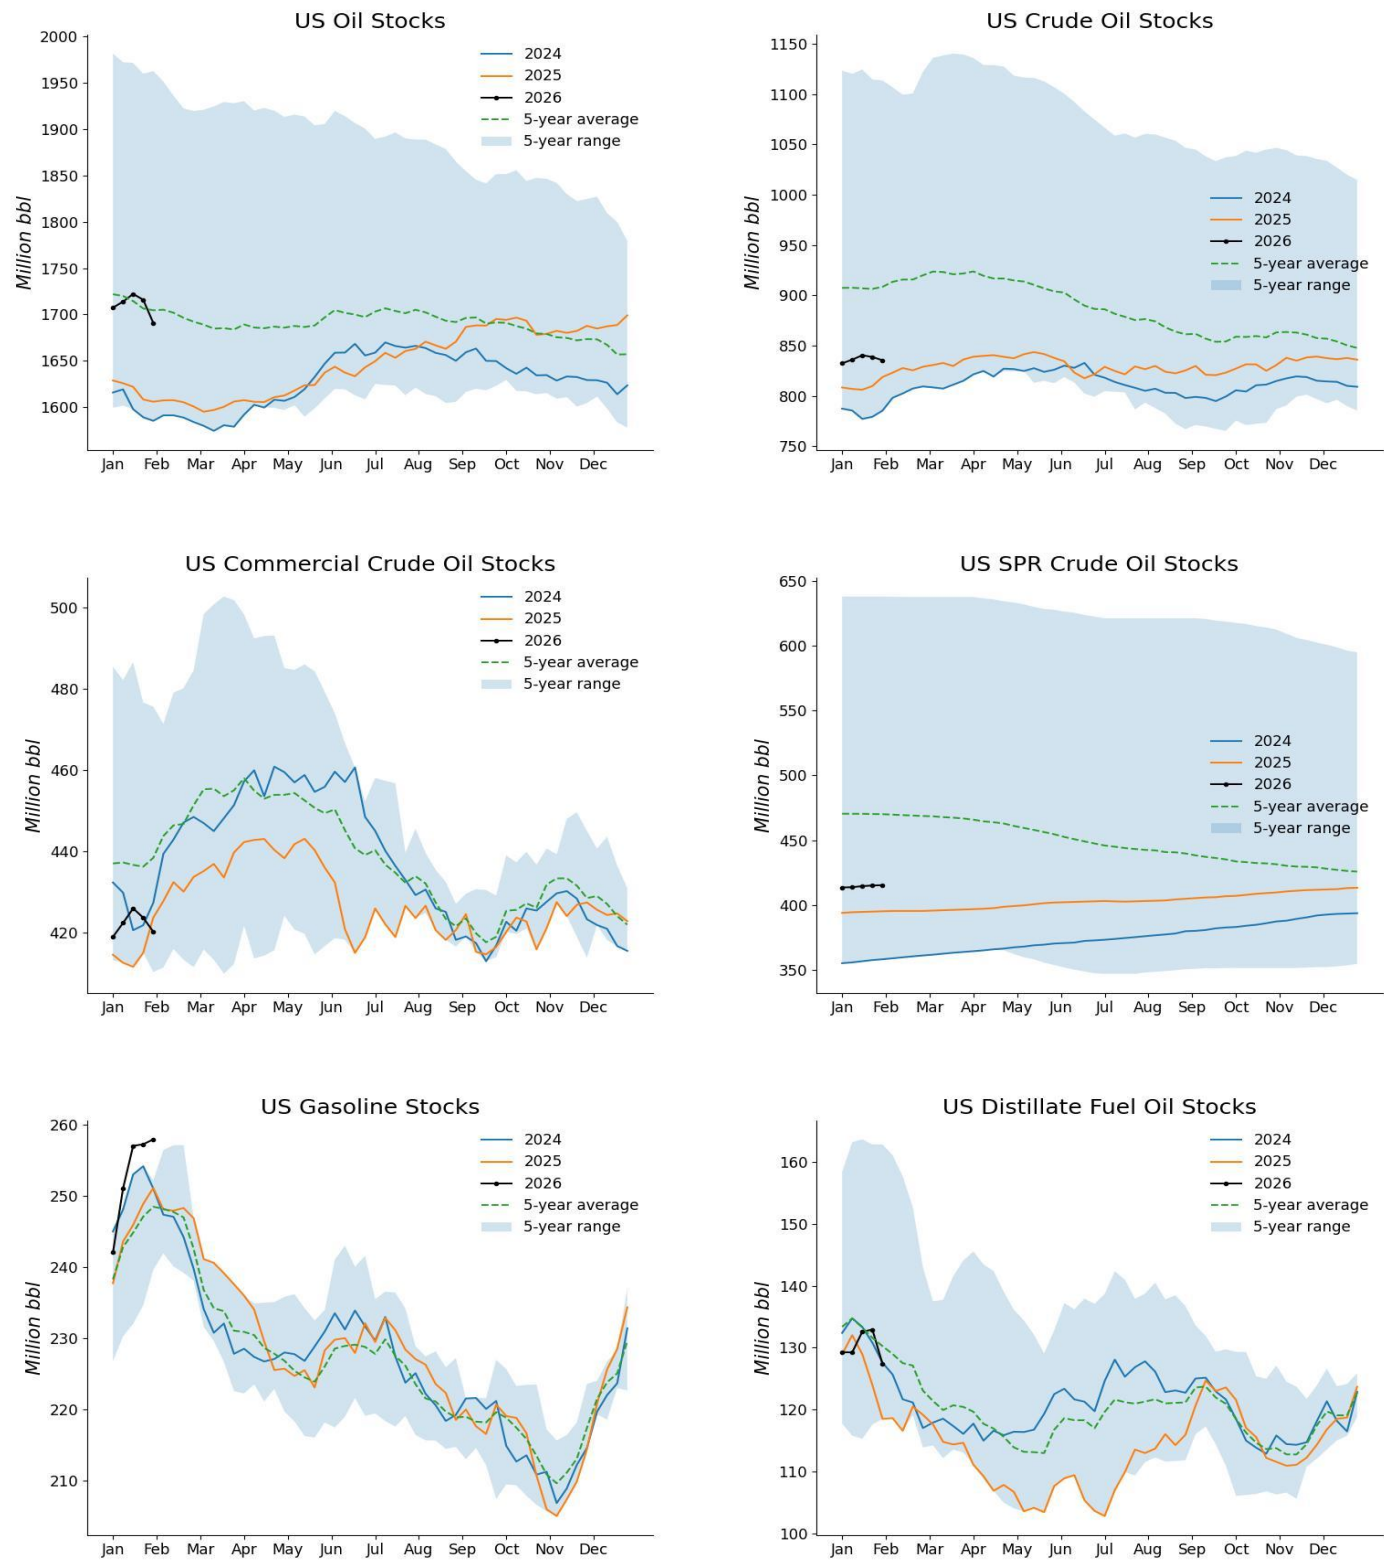 US Oil Stocks
2000
1950
1900
1850
1800
1750
1700
1650
1600
Million bbl
2024
2025
2026
5-year average
5-year range
Jan Feb Mar Apr May Jun Jul Aug Sep Oct Nov Dec
US Crude Oil Stocks
1150
1100
1050
1000
950
900
850
800
750
Million bbl
2024
2025
2026
5-year average
5-year range
Jan Feb Mar Apr May Jun Jul Aug Sep Oct Nov Dec
US Commercial Crude Oil Stocks
500
480
460
440
420
Million bbl
2024
2025
2026
5-year average
5-year range
Jan Feb Mar Apr May Jun Jul Aug Sep Oct Nov Dec
US SPR Crude Oil Stocks
650
600
550
500
450
400
350
Million bbl
2024
2025
2026
5-year average
5-year range
Jan Feb Mar Apr May Jun Jul Aug Sep Oct Nov Dec
US Gasoline Stocks
260
250
240
230
220
210
Million bbl
2024
2025
2026
5-year average
5-year range
Jan Feb Mar Apr May Jun Jul Aug Sep Oct Nov Dec
US Distillate Fuel Oil Stocks
160
150
140
130
120
110
100
Million bbl
2024
2025
2026
5-year average
5-year range
Jan Feb Mar Apr May Jun Jul Aug Sep Oct Nov Dec